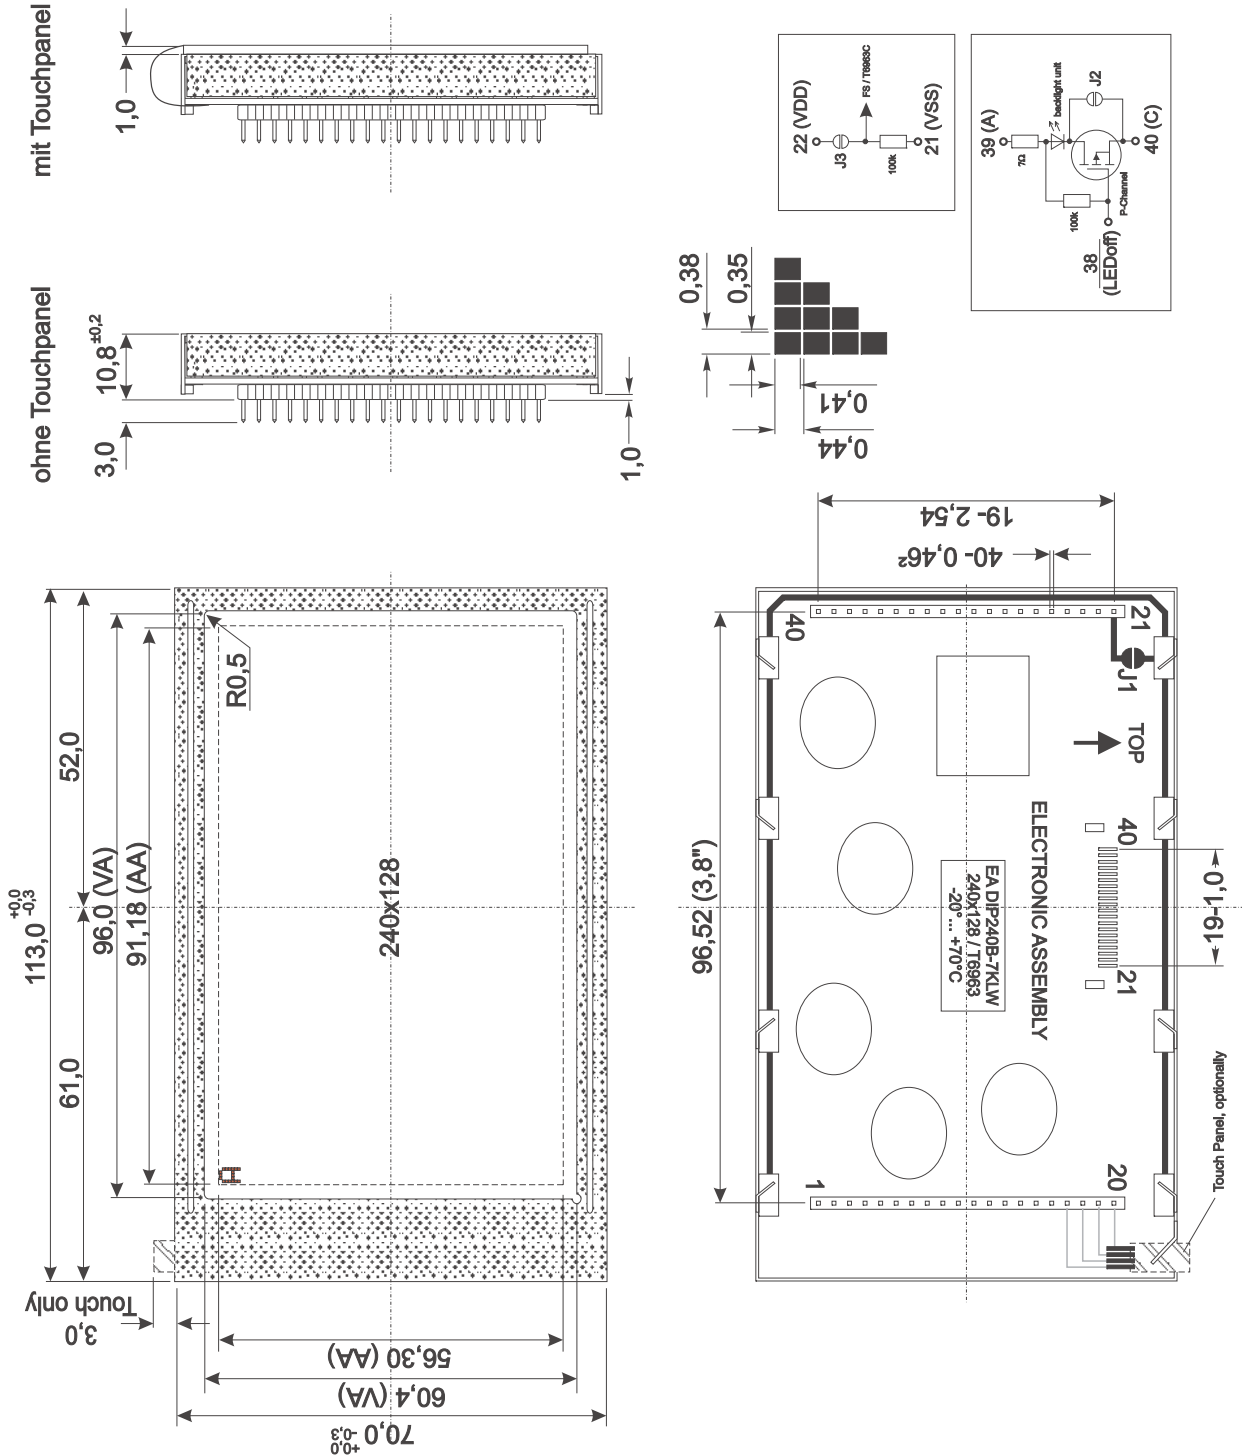 mit Touchpanel
1,0
ohne Touchpanel
10,8 ±0,2
3,0
1,0
22 (VDD)
J3
FS / T6963C
100k
21 (VSS)
39 (A)
7Ω
backlight unit
J2
40 (C)
100k
P-Channel
38
(LEDoff)
0,38
0,35
0,41
0,44
113,0 +0,0 -0,3
52,0
61,0
96,0 (VA)
91,18 (AA)
R0,5
240x128
Touch only
3,0
56,30 (AA)
60,4 (VA)
70,0 +0,0 -0,3
19- 2,54
40- 0,46²
96,52 (3,8")
40
21
J1
TOP
ELECTRONIC ASSEMBLY
EA DIP240B-7KLW
240x128 / T6963
-20° ... +70°C
40
21
19-1,0
1
20
Touch Panel, optionally